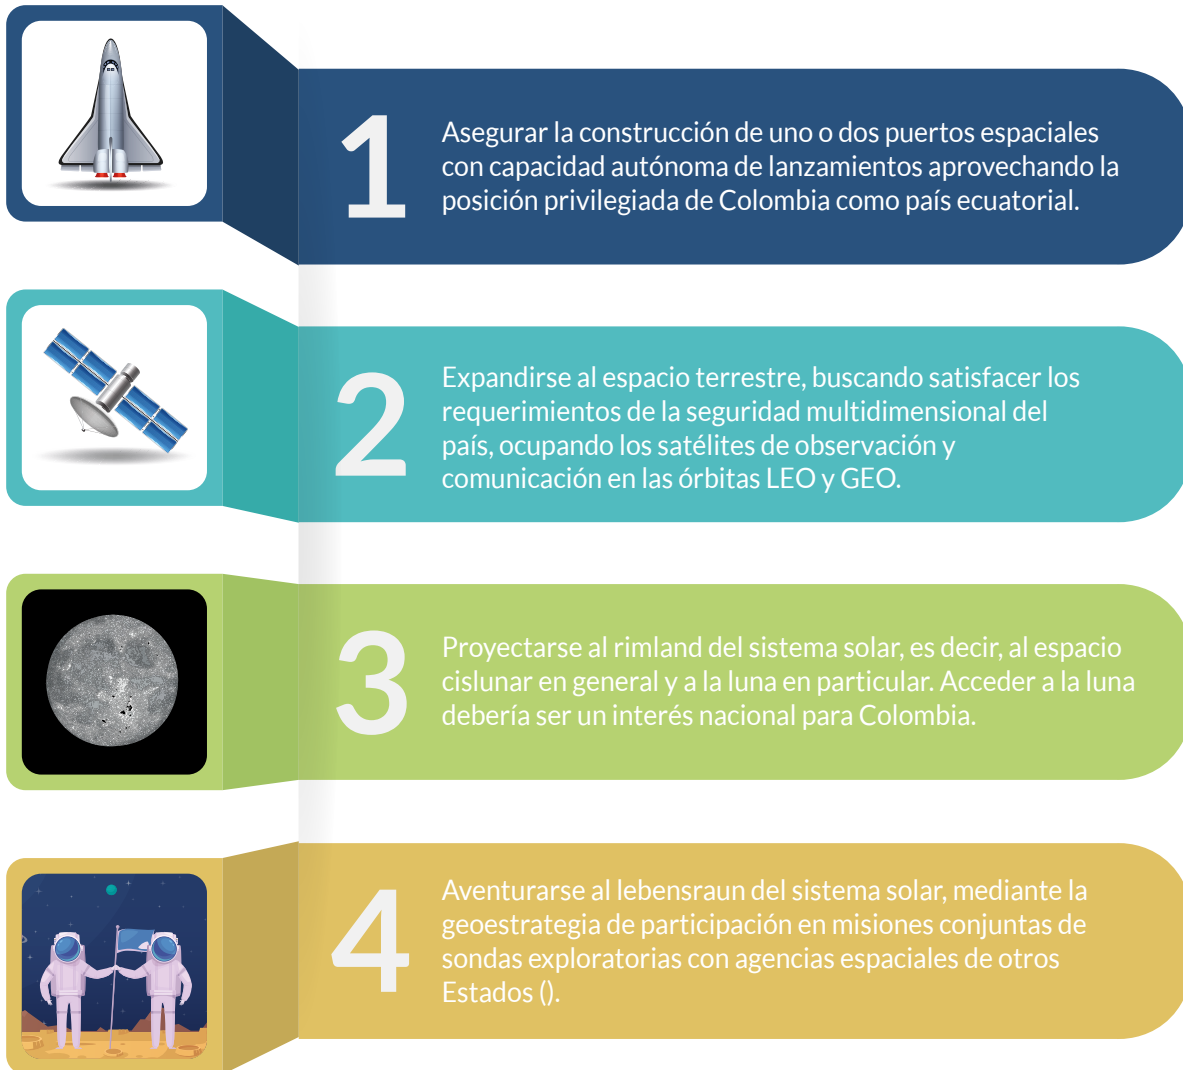 1
Asegurar la construcción de uno o dos puertos espaciales
con capacidad autónoma de lanzamientos aprovechando la
posición privilegiada de Colombia como país ecuatorial.
2
Expandirse al espacio terrestre, buscando satisfacer los
requerimientos de la seguridad multidimensional del
país, ocupando los satélites de observación y
comunicación en las órbitas LEO y GEO.
3
Proyectarse al rimland del sistema solar, es decir, al espacio
cislunar en general y a la luna en particular. Acceder a la luna
debería ser un interés nacional para Colombia.
4
Aventurarse al lebensraun del sistema solar, mediante la
geoestrategia de participación en misiones conjuntas de
sondas exploratorias con agencias espaciales de otros
Estados ().